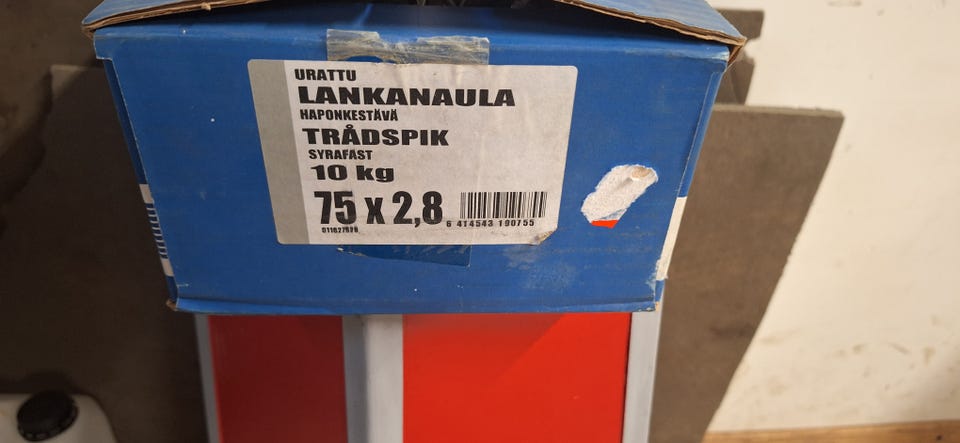 URATTU
LANKANAULA
HAPONKESTÄVÄ
TRÅDSPIK
SYRAFAST
10 kg
75 x 2,8
6 414543 190755